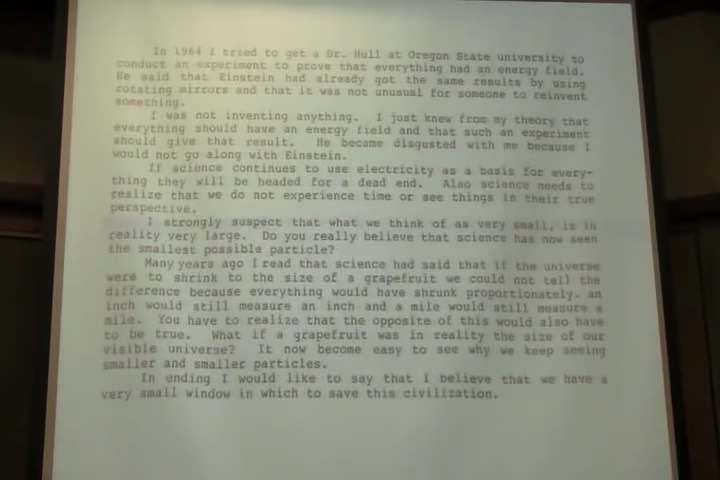 In 1964 I tried to get a Dr. Hull at Oregon State university to
conduct an experiment to prove that everything had an energy field.
He said that Einstein had already got the same results by using
rotating mirrors and that it was not unusual for someone to reinvent
something.
I was not inventing anything. I just knew from my theory that
everything should have an energy field and that such an experiment
should give that result. He became disgusted with me because I
would not go along with Einstein.
If science continues to use electricity as a basis for every-
thing they will be headed for a dead end. Also science needs to
realize that we do not experience time or see things in their true
perspective.
I strongly suspect that what we think of as very small, is in
reality very large. Do you really believe that science has now seen
the smallest possible particle?
Many years ago I read that science had said that if the universe
were to shrink to the size of a grapefruit we could not tell the
difference because everything would have shrunk proportionately. an
inch would still measure an inch and a mile would still measure a
mile. You have to realize that the opposite of this would also have
to be true. What if a grapefruit was in reality the size of our
visible universe? It now become easy to see why we keep seeing
smaller and smaller particles.
In ending I would like to say that I believe that we have a
very small window in which to save this civilization.